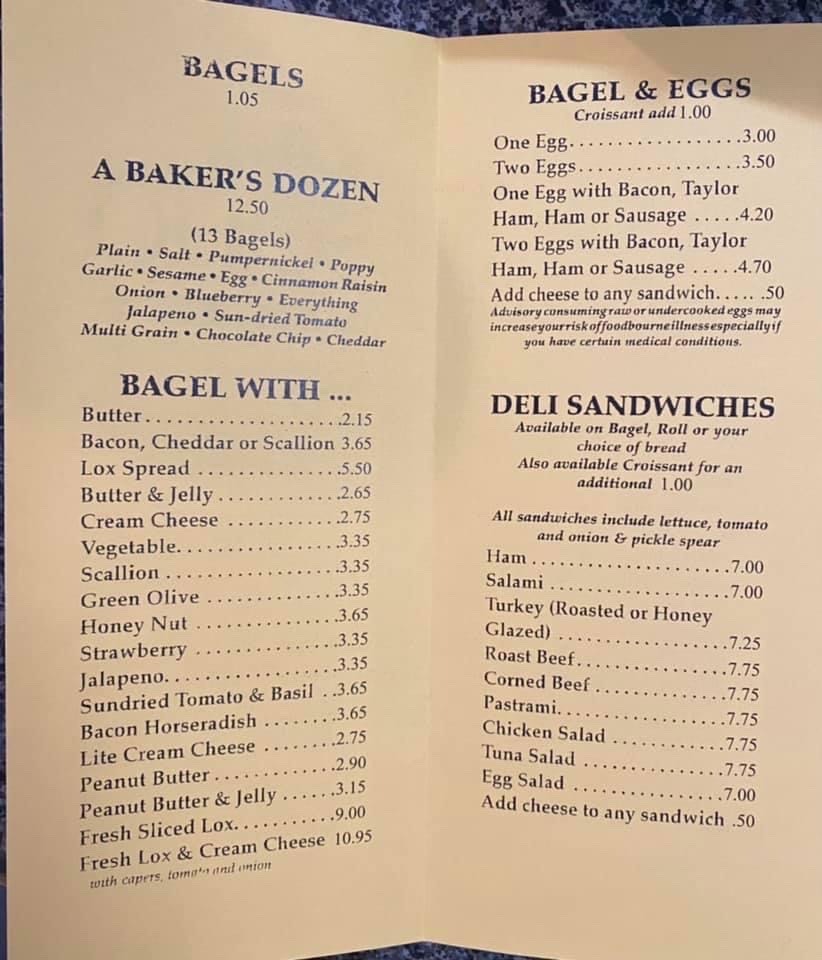 BAGELS
1.05
A BAKER'S DOZEN
12.50
(13 Bagels)
Plain • Salt • Pumpernickel • Poppy
Garlic • Sesame • Egg • Cinnamon Raisin
Onion • Blueberry • Everything
Jalapeno • Sun-dried Tomato
Multi Grain • Chocolate Chip • Cheddar
BAGEL WITH ...
Butter....................2.15
Bacon, Cheddar or Scallion 3.65
Lox Spread ...............5.50
Butter & Jelly.............2.65
Cream Cheese ............2.75
Vegetable.................3.35
Scallion ...................3.35
Green Olive ..............3.35
Honey Nut ...............3.65
Strawberry ...............3.35
Jalapeno...................3.35
Sundried Tomato & Basil ..3.65
Bacon Horseradish ........3.65
Lite Cream Cheese ........2.75
Peanut Butter.............2.90
Peanut Butter & Jelly ......3.15
Fresh Sliced Lox...........9.00
Fresh Lox & Cream Cheese 10.95
with capers, tomato and onion
BAGEL & EGGS
Croissant add 1.00
One Egg...................3.00
Two Eggs..................3.50
One Egg with Bacon, Taylor
Ham, Ham or Sausage .....4.20
Two Eggs with Bacon, Taylor
Ham, Ham or Sausage .....4.70
Add cheese to any sandwich..... .50
Advisory consuming raw or undercooked eggs may
increase your risk of foodbourne illness especially if
you have certain medical conditions.
DELI SANDWICHES
Available on Bagel, Roll or your
choice of bread
Also available Croissant for an
additional 1.00
All sandwiches include lettuce, tomato
and onion & pickle spear
Ham .....................7.00
Salami ...................7.00
Turkey (Roasted or Honey
Glazed) ..................7.25
Roast Beef................7.75
Corned Beef ..............7.75
Pastrami..................7.75
Chicken Salad ............7.75
Tuna Salad ...............7.75
Egg Salad ................7.00
Add cheese to any sandwich .50